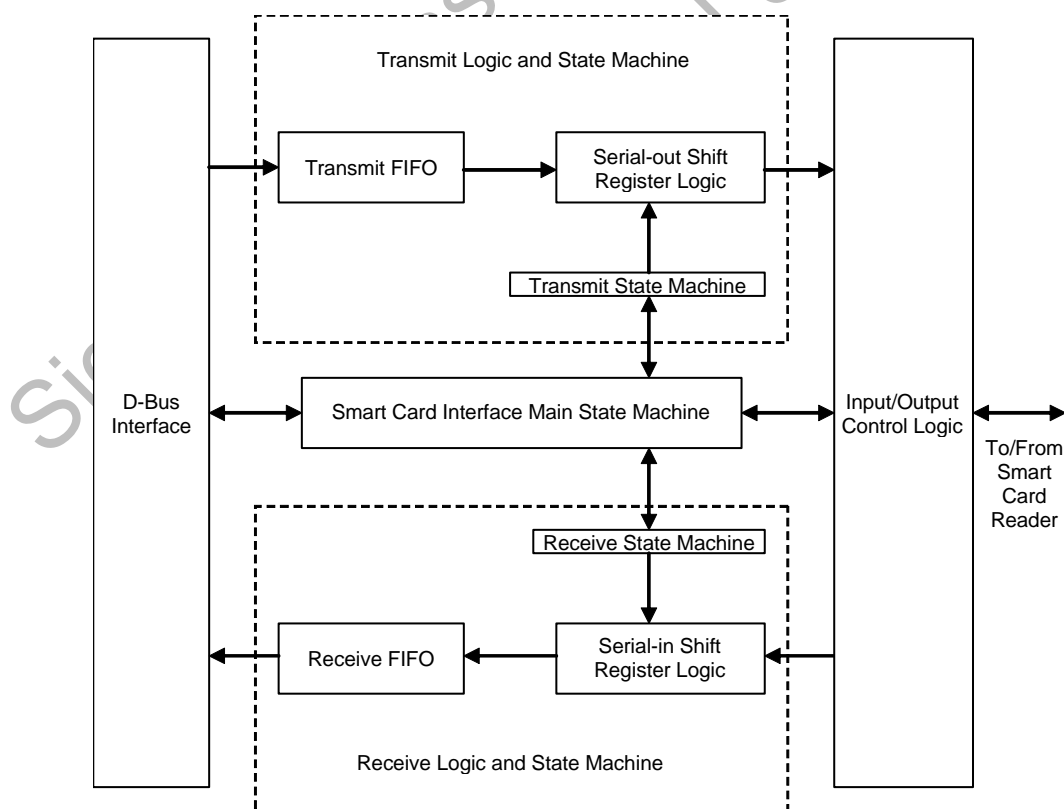 Transmit Logic and State Machine
Transmit FIFO
Serial-out Shift
Register Logic
Transmit State Machine
D-Bus
Interface
Smart Card Interface Main State Machine
Input/Output
Control Logic
To/From
Smart
Card
Reader
Receive State Machine
Receive FIFO
Serial-in Shift
Register Logic
Receive Logic and State Machine